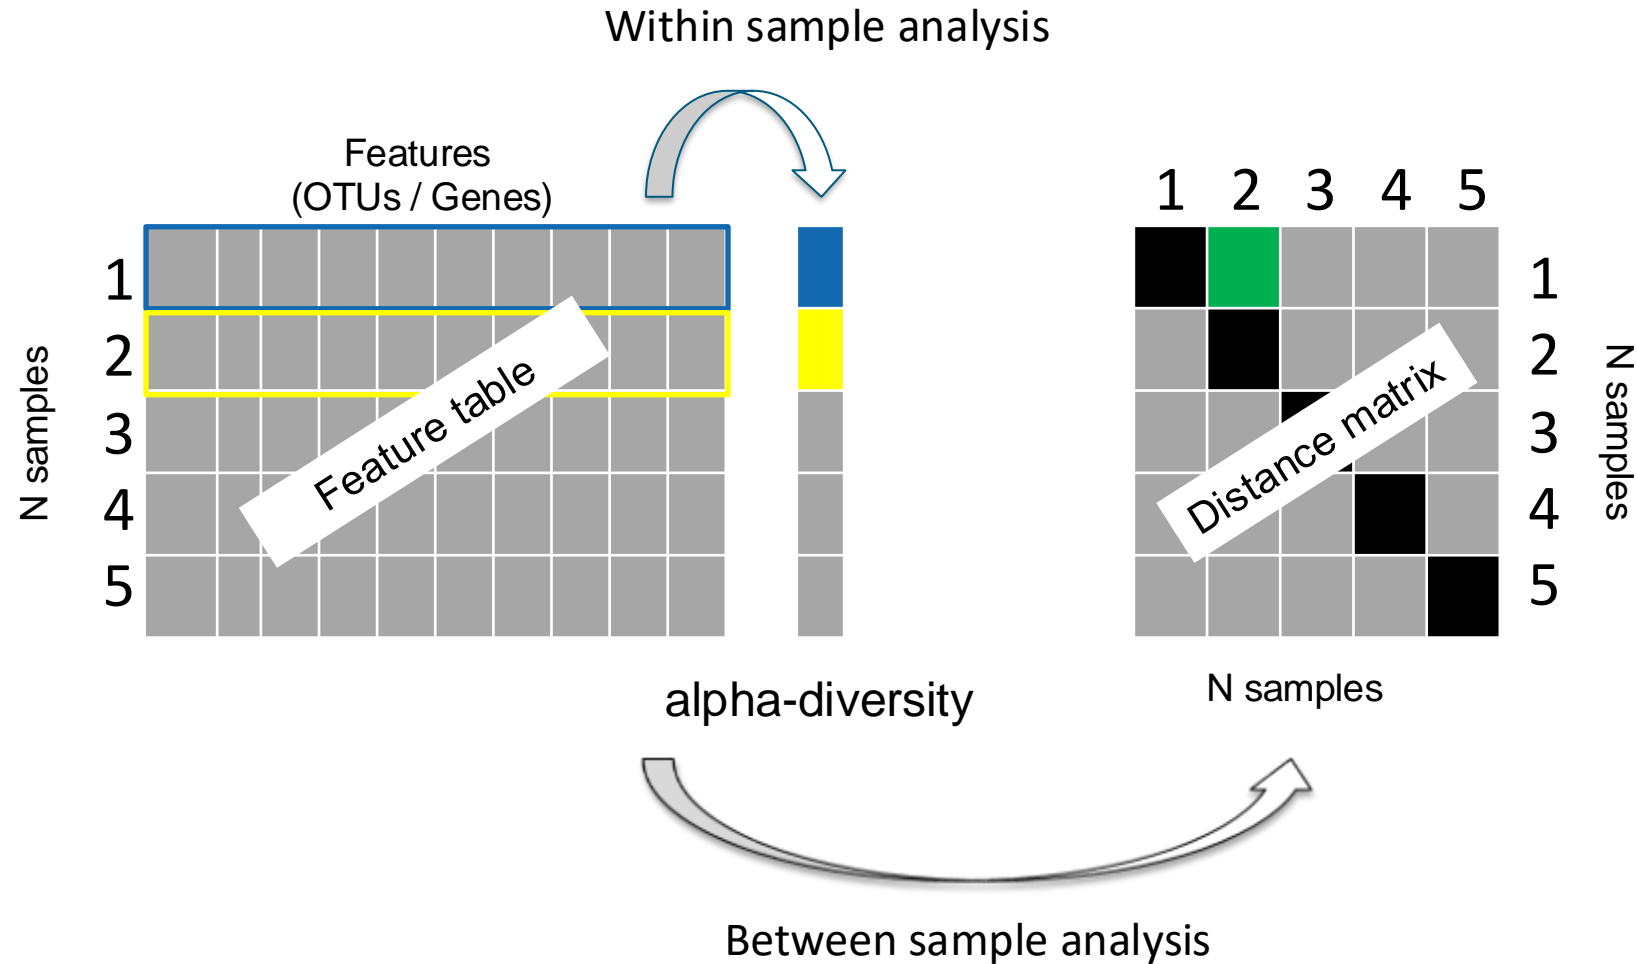 Within sample analysis
Features
(OTUs / Genes)
N samples
1
2
3
4
5
Feature table
alpha-diversity
1 2 3 4 5
1
2
3
4
5
Distance matrix
N samples
N samples
Between sample analysis